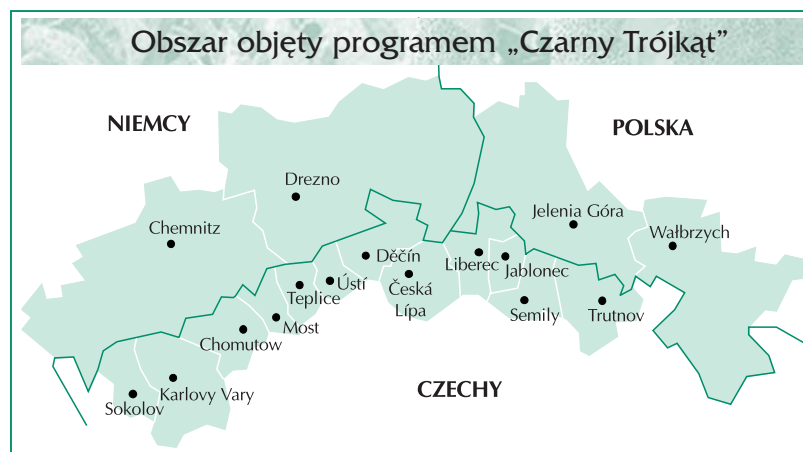 Obszar objęty programem „Czarny Trójkąt”
NIEMCY
POLSKA
Drezno
Jelenia Góra
Chemnitz
Wałbrzych
Děčín
Liberec
Jablonec
Ústí
Teplice
Česká
Lípa
Most
Semily
Trutnov
Chomutow
CZECHY
Karlovy Vary
Sokolov